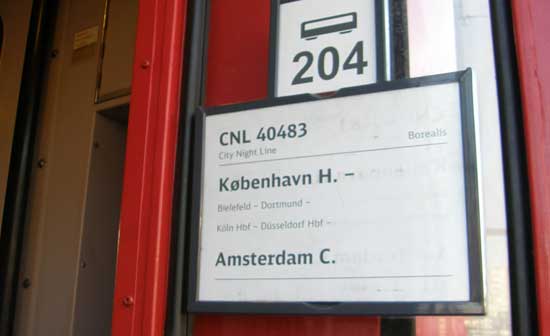 204
CNL 40483
City Night Line
Borealis
København H. –
Bielefeld – Dortmund –
Köln Hbf – Düsseldorf Hbf –
Amsterdam C.